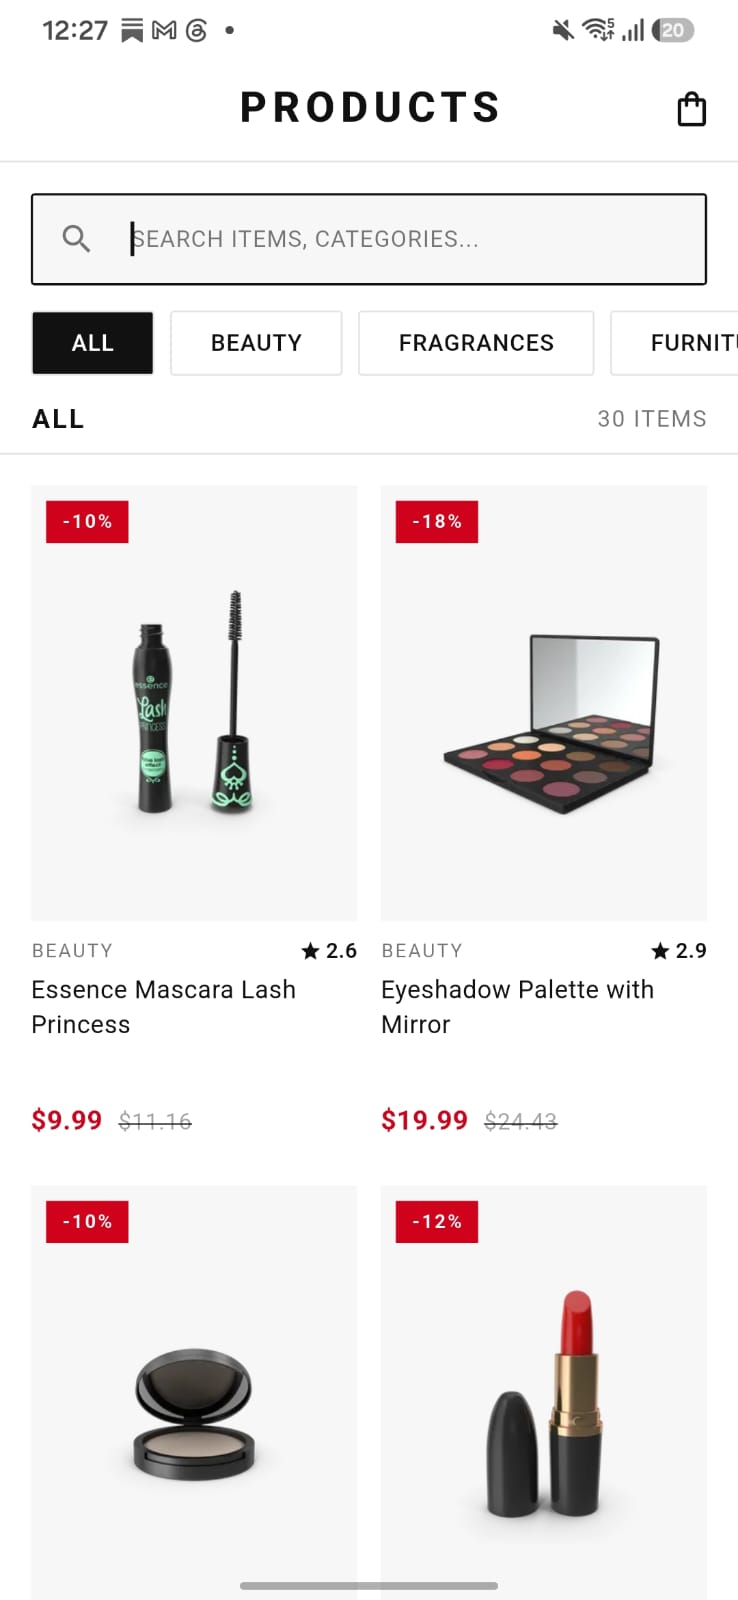 12:27
5
20
PRODUCTS
SEARCH ITEMS, CATEGORIES...
ALL
BEAUTY
FRAGRANCES
FURNIT
ALL
30 ITEMS
-10%
-18%
essence
Lash
PRINCESS
BEAUTY
★ 2.6
BEAUTY
★ 2.9
Essence Mascara Lash
Princess
Eyeshadow Palette with
Mirror
$9.99 $11.16
$19.99 $24.43
-10%
-12%